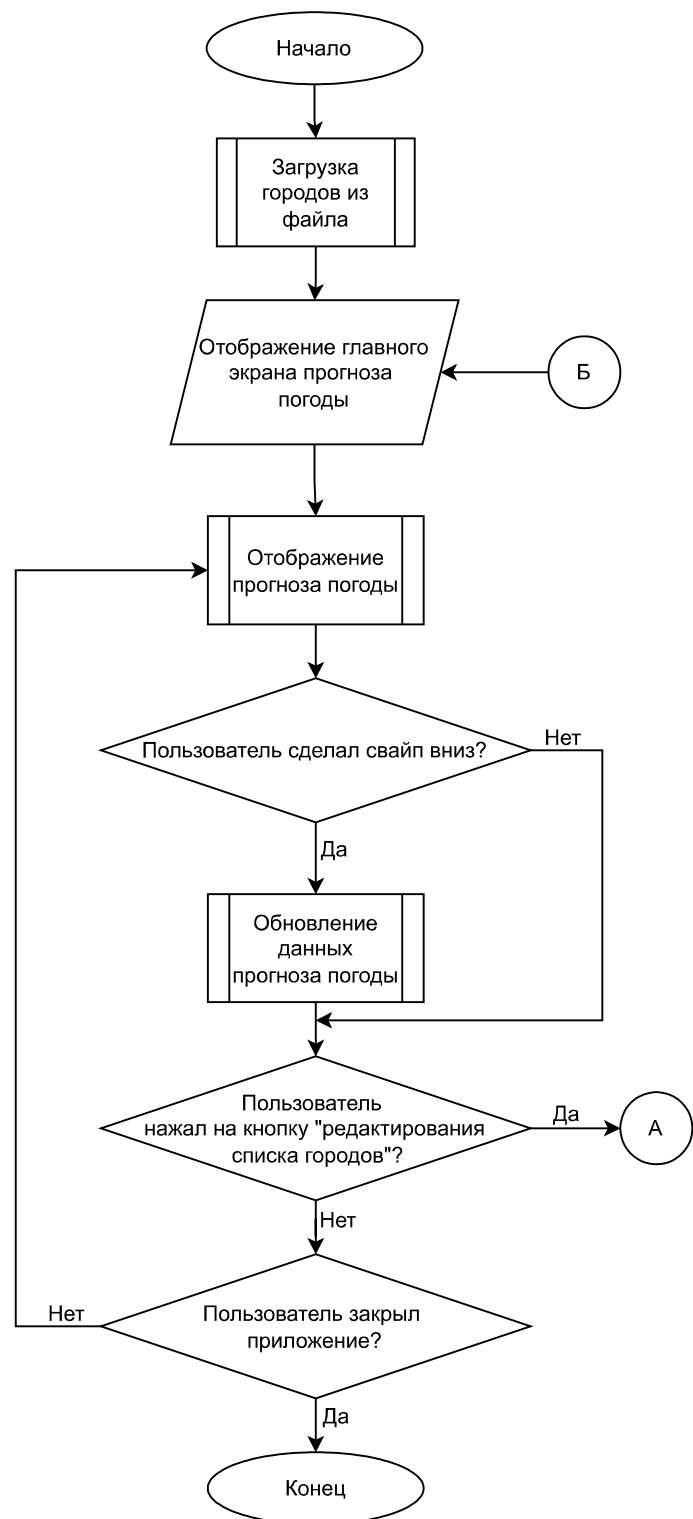 Начало
Загрузка
городов из
файла
Отображение главного
экрана прогноза
погоды
Б
Отображение
прогноза погоды
Пользователь сделал свайп вниз?
Нет
Да
Обновление
данных
прогноза погоды
Пользователь
нажал на кнопку "редактирования
списка городов"?
Да
А
Нет
Пользователь закрыл
приложение?
Нет
Да
Конец